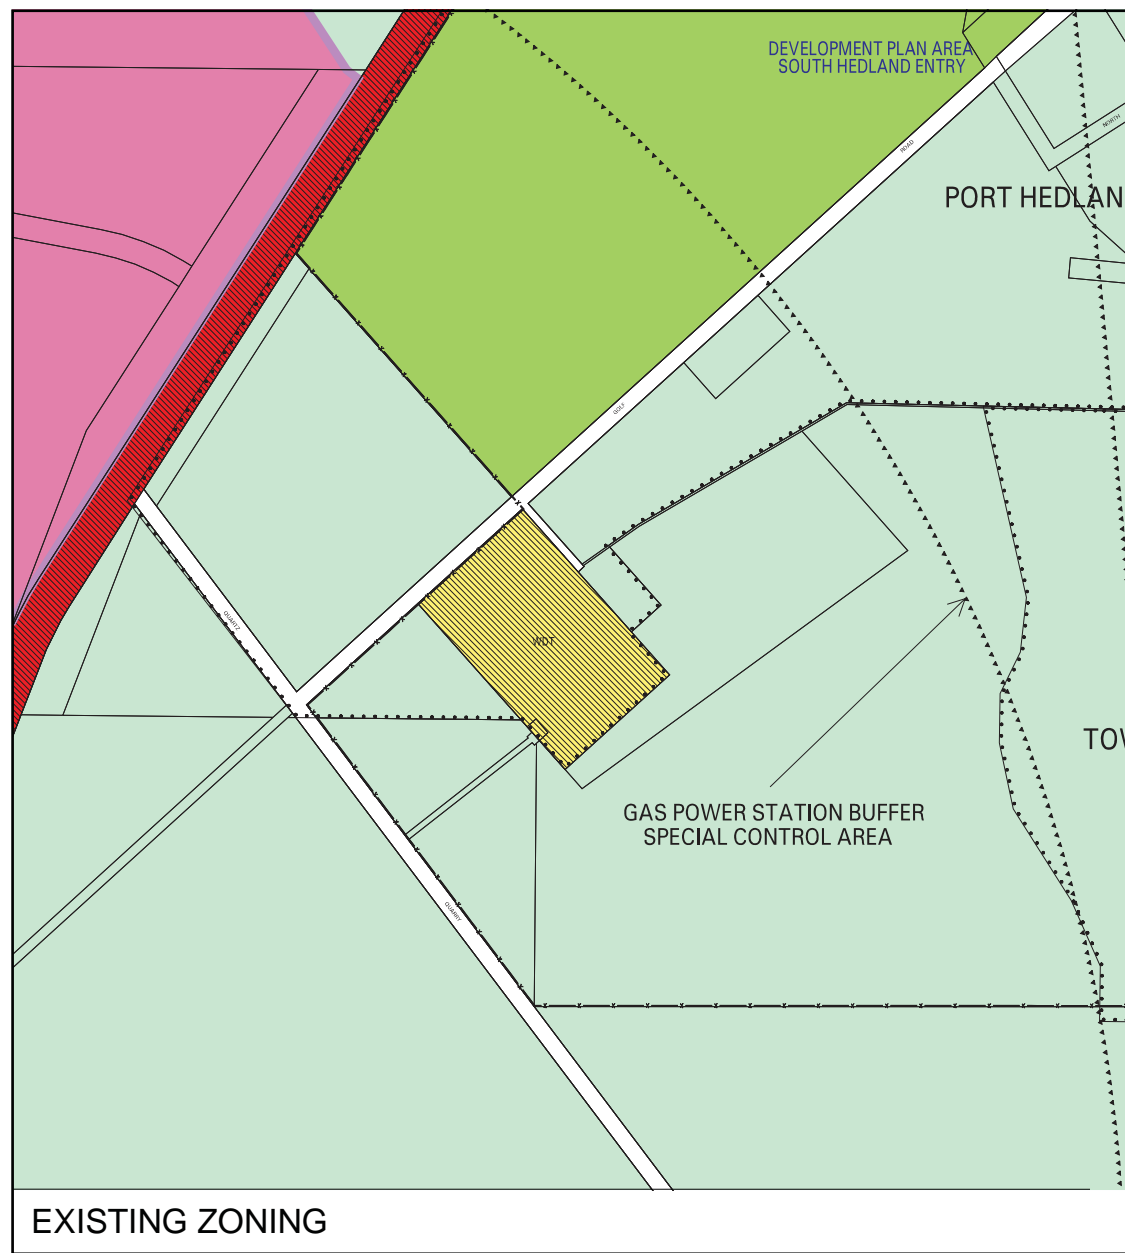 DEVELOPMENT PLAN AREA
SOUTH HEDLAND ENTRY
NORTH
ROAD
PORT HEDLAN
GOLF
QUARTZ
WDT
TOW
GAS POWER STATION BUFFER
SPECIAL CONTROL AREA
QUARRY
EXISTING ZONING